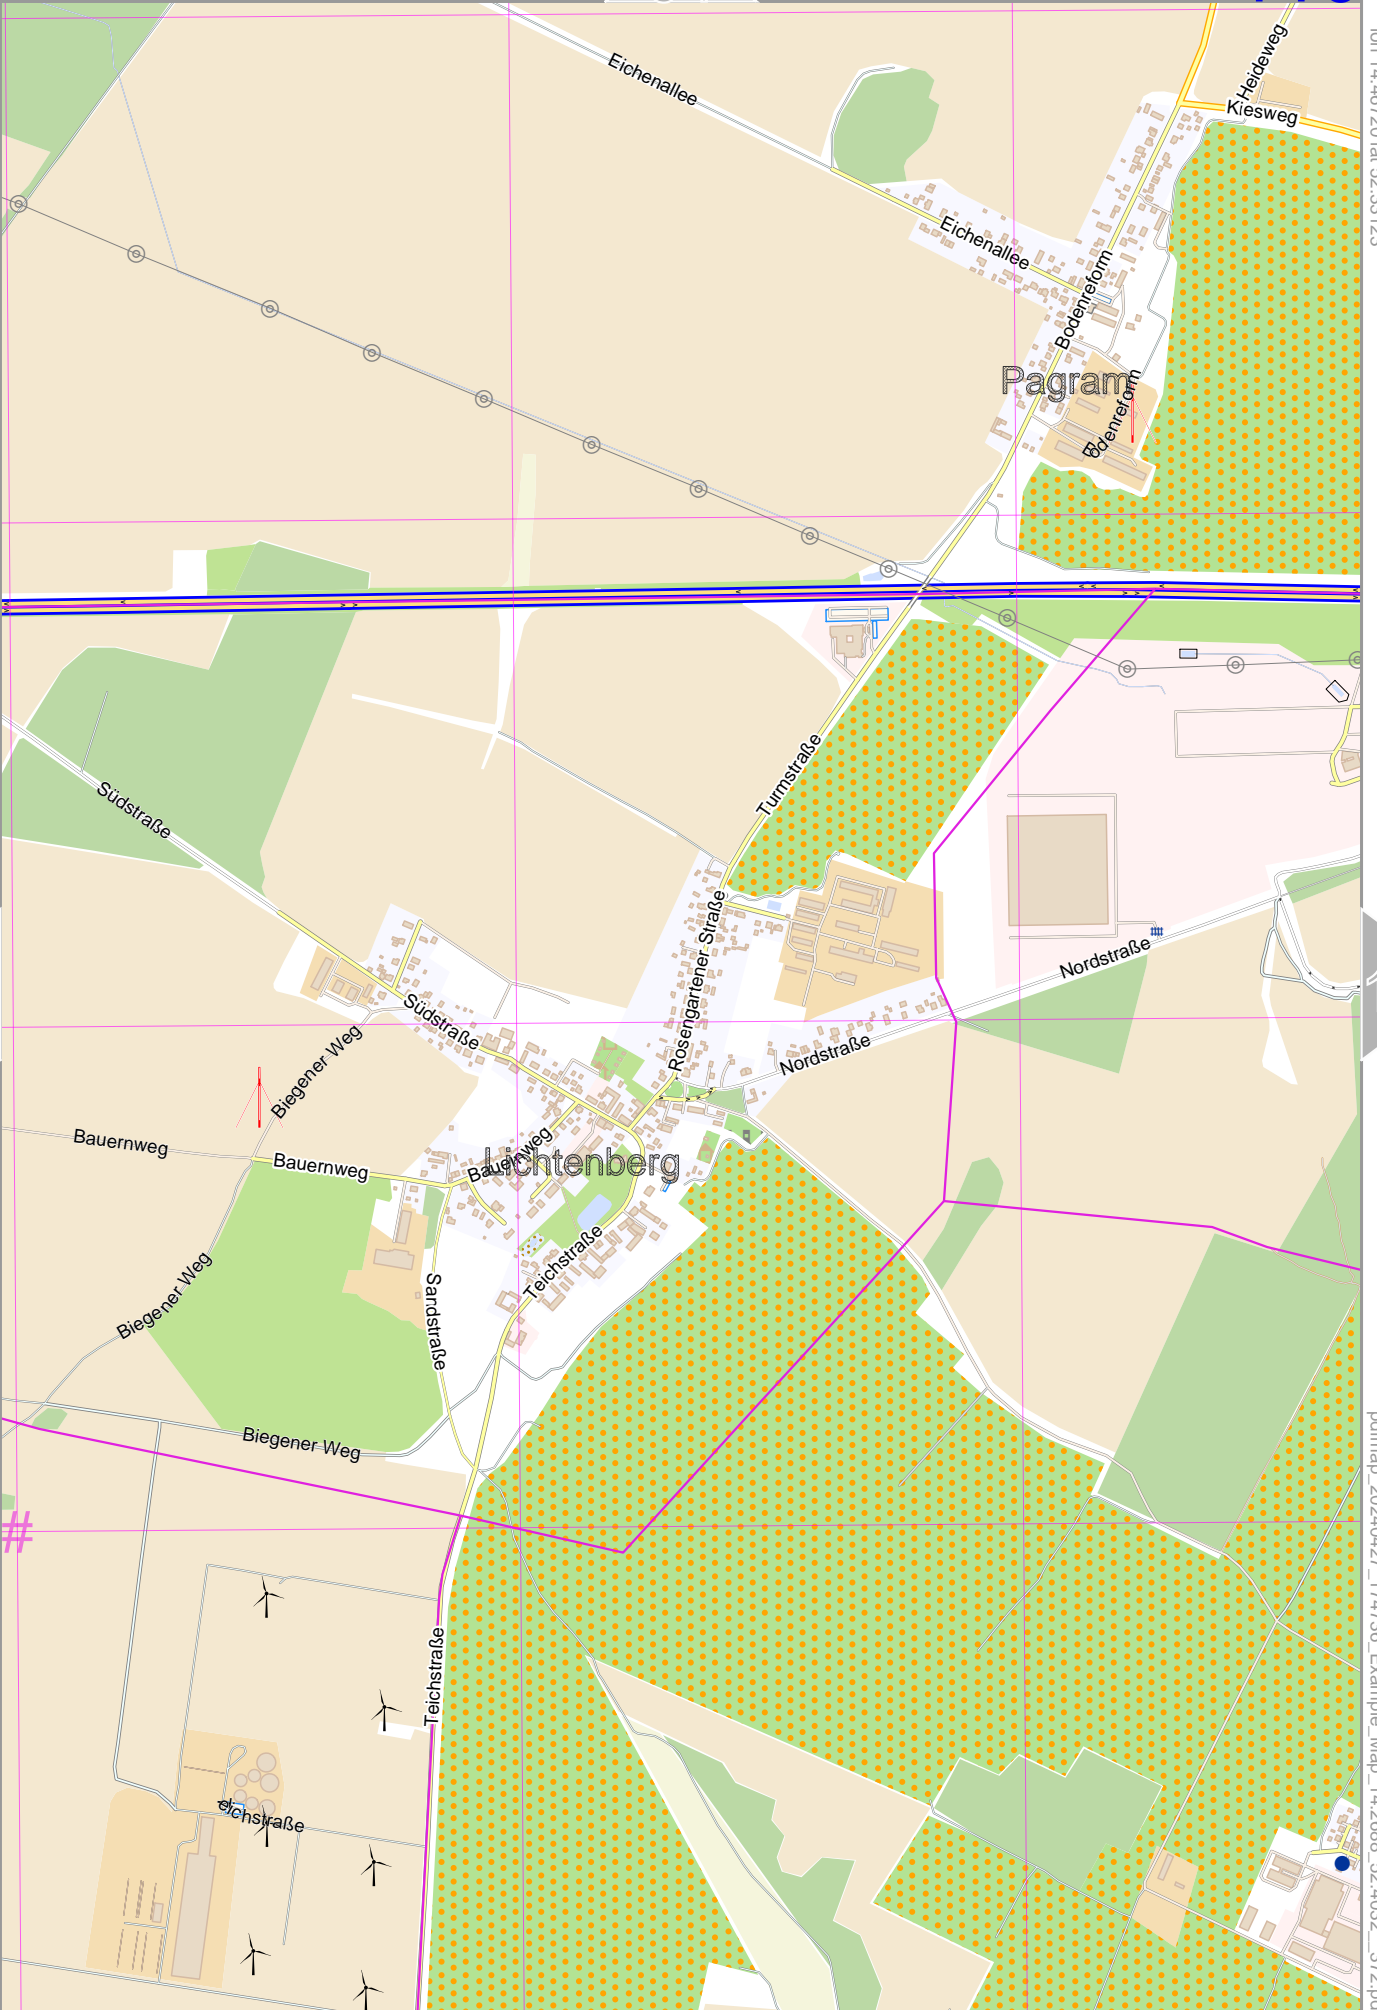 Eichenallee
Heideweg
Kiesweg
Eichenallee
Bodenreform
Pagram
Bodenreform
Turmstraße
Südstraße
Rosengartener Straße
Nordstraße
Südstraße
Nordstraße
Biegener Weg
Bauernweg
Bauernweg
Bauernweg
Lichtenberg
Teichstraße
Biegener Weg
Sandstraße
Biegener Weg
#
Teichstraße
eichstraße